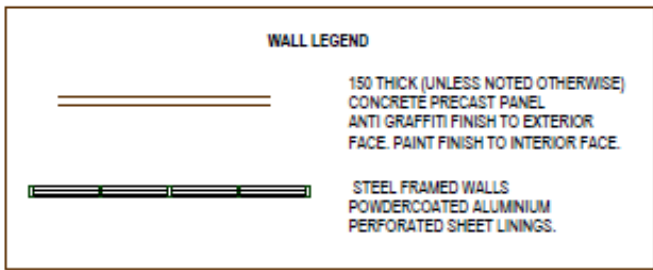 WALL LEGEND
150 THICK (UNLESS NOTED OTHERWISE)
CONCRETE PRECAST PANEL
ANTI GRAFFITI FINISH TO EXTERIOR
FACE. PAINT FINISH TO INTERIOR FACE.
STEEL FRAMED WALLS
POWDERCOATED ALUMINIUM
PERFORATED SHEET LININGS.